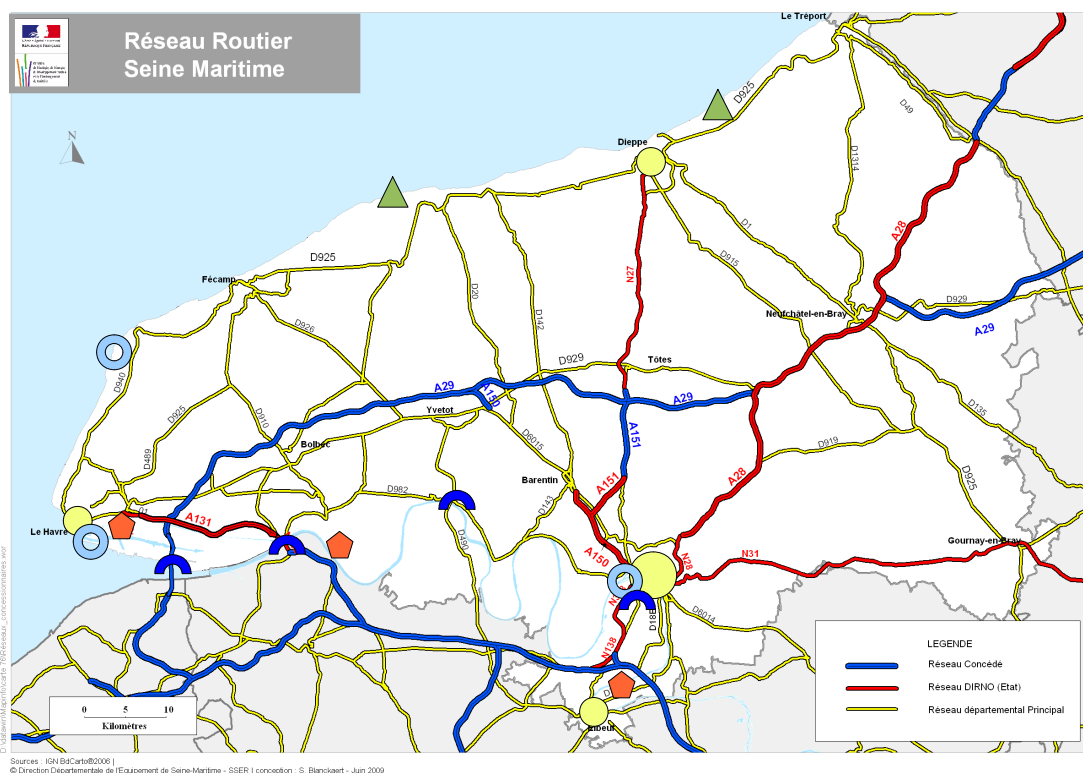 Réseau Routier
Seine Maritime
Le Tréport
D925
D49
Dieppe
D1314
N
D1
A28
D915
D925
N27
Fécamp
D20
D929
D142
Neufchâtel-en-Bray
A29
D926
D929
Tôtes
D940
A29
A150
A29
D925
Yvetot
D135
D910
A151
D6015
Bolbec
D919
D489
A28
D925
Barentin
A151
D982
D143
A131
Le Havre
D490
Gournay-en-Bray
A150
N28
N31
D6014
N138
LEGENDE
Réseau Concédé
Réseau DIRNO (Etat)
Réseau départemental Principal
0 5 10
Kilomètres
Sources : IGN BdCarto®2006 |
© Direction Départementale de l'Equipement de Seine-Maritime - SSER | conception : S. Blanckaert - Juin 2009